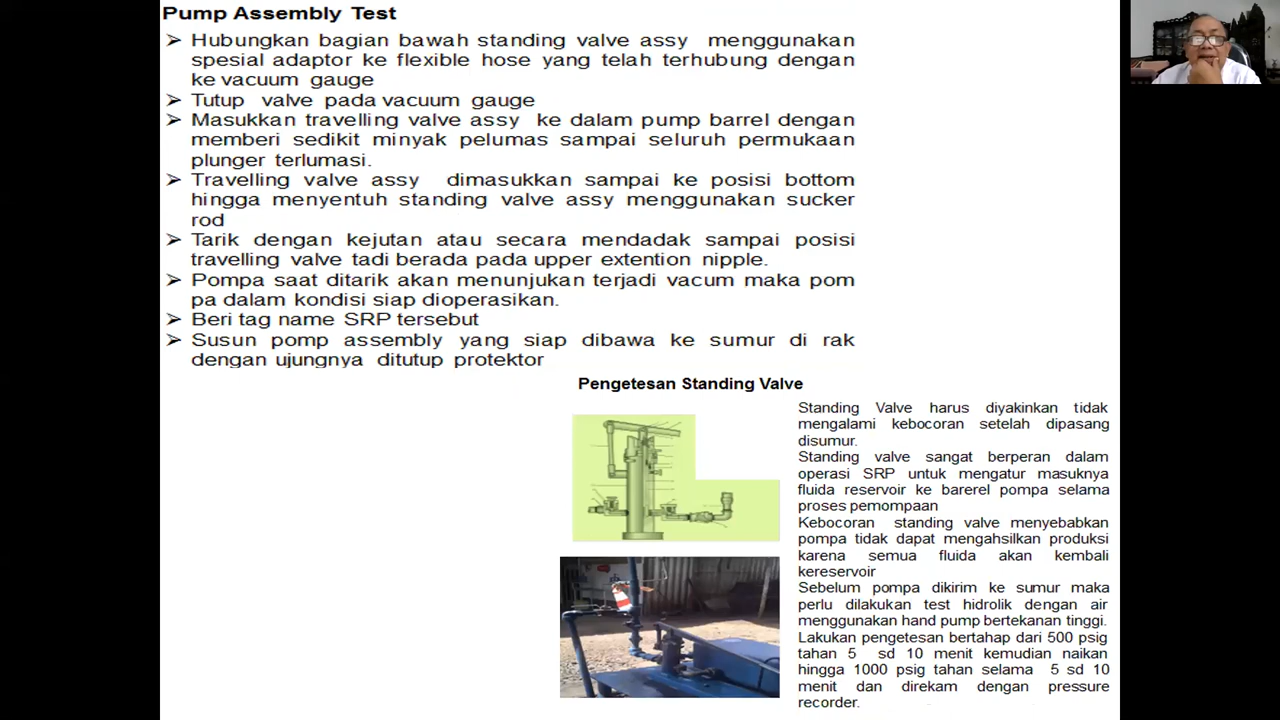 Pump Assembly Test
➢ Hubungkan bagian bawah standing valve assy menggunakan
spesial adaptor ke flexible hose yang telah terhubung dengan
ke vacuum gauge
➢ Tutup valve pada vacuum gauge
➢ Masukkan travelling valve assy ke dalam pump barrel dengan
memberi sedikit minyak pelumas sampai seluruh permukaan
plunger terlumasi.
➢ Travelling valve assy dimasukkan sampai ke posisi bottom
hingga menyentuh standing valve assy menggunakan sucker
rod
➢ Tarik dengan kejutan atau secara mendadak sampai posisi
travelling valve tadi berada pada upper extention nipple.
➢ Pompa saat ditarik akan menunjukan terjadi vacum maka pom
pa dalam kondisi siap dioperasikan.
➢ Beri tag name SRP tersebut
➢ Susun pomp assembly yang siap dibawa ke sumur di rak
dengan ujungnya ditutup protektor
Pengetesan Standing Valve
Standing Valve harus diyakinkan tidak
mengalami kebocoran setelah dipasang
disumur.
Standing valve sangat berperan dalam
operasi SRP untuk mengatur masuknya
fluida reservoir ke barerel pompa selama
proses pemompaan
Kebocoran standing valve menyebabkan
pompa tidak dapat mengahsilkan produksi
karena semua fluida akan kembali
kereservoir
Sebelum pompa dikirim ke sumur maka
perlu dilakukan test hidrolik dengan air
menggunakan hand pump bertekanan tinggi.
Lakukan pengetesan bertahap dari 500 psig
tahan 5 sd 10 menit kemudian naikan
hingga 1000 psig tahan selama 5 sd 10
menit dan direkam dengan pressure
recorder.